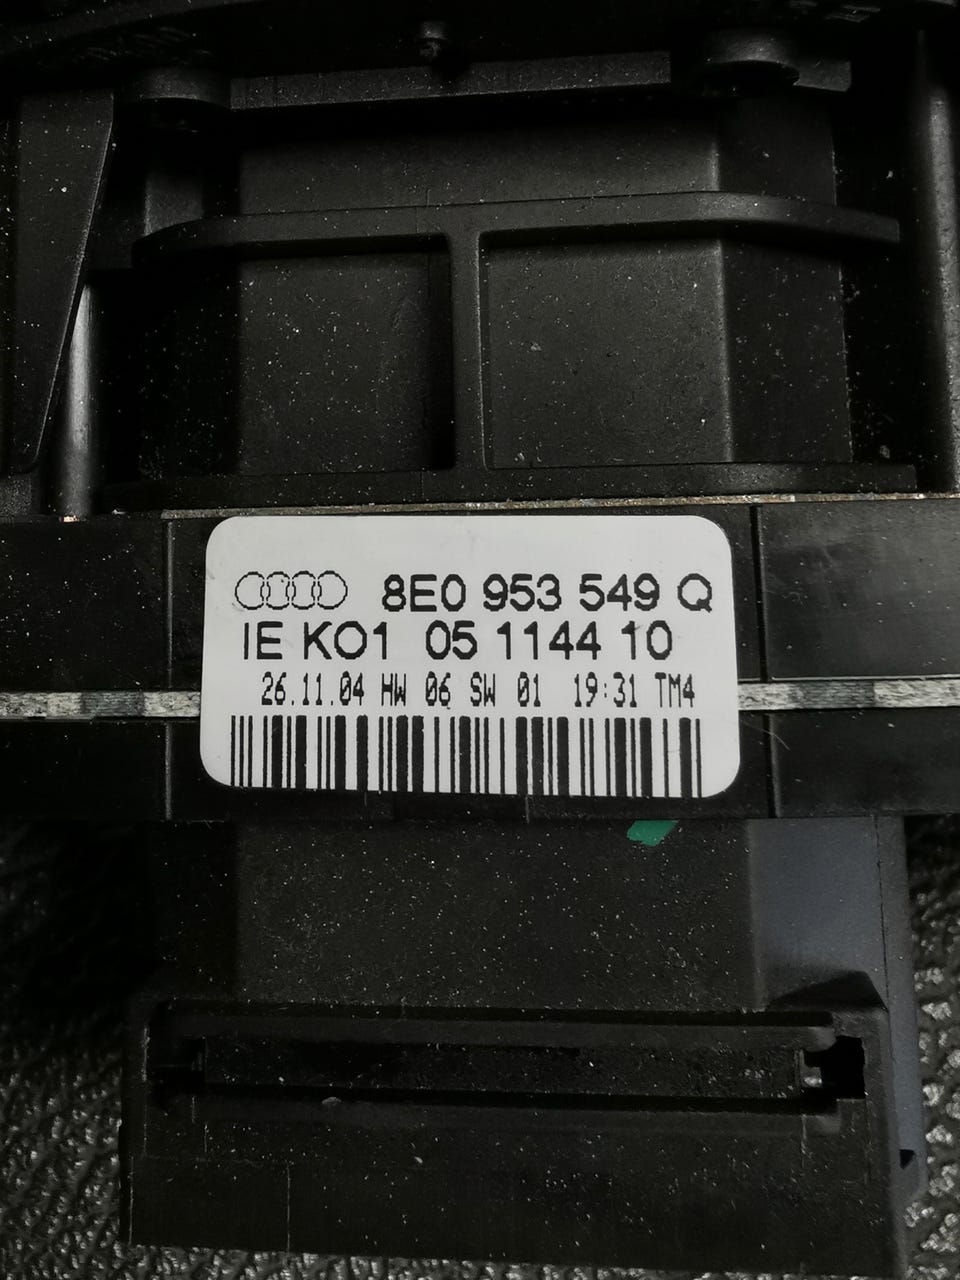 8E0 953 549 Q
IE KO1 05 1144 10
26.11.04 HW 06 SW 01 19:31 TM4